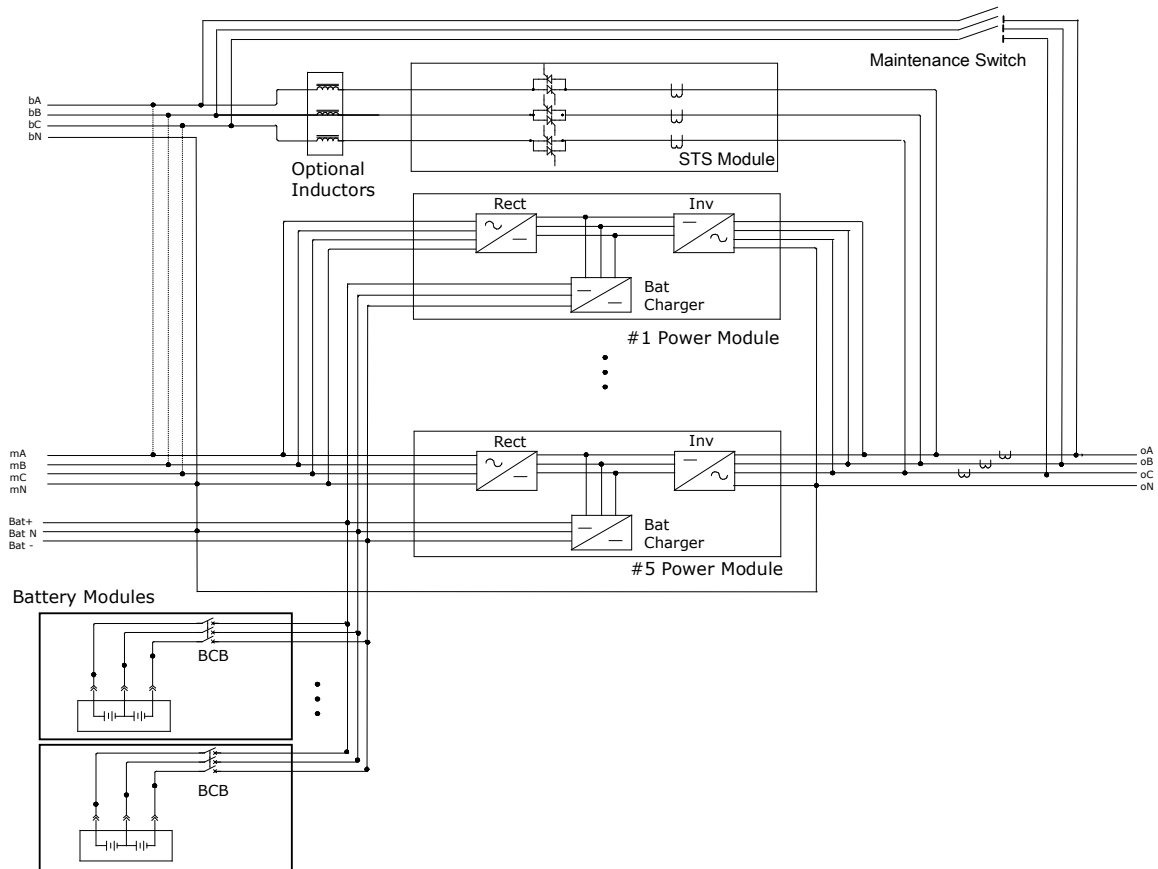 Maintenance Switch
bA
bB
bC
bN
Optional
Inductors
STS Module
Rect
Inv
Bat
Charger
#1 Power Module
mA
mB
mC
mN
Rect
Inv
oA
oB
oC
oN
Bat+
Bat N
Bat -
Bat
Charger
#5 Power Module
Battery Modules
BCB
BCB